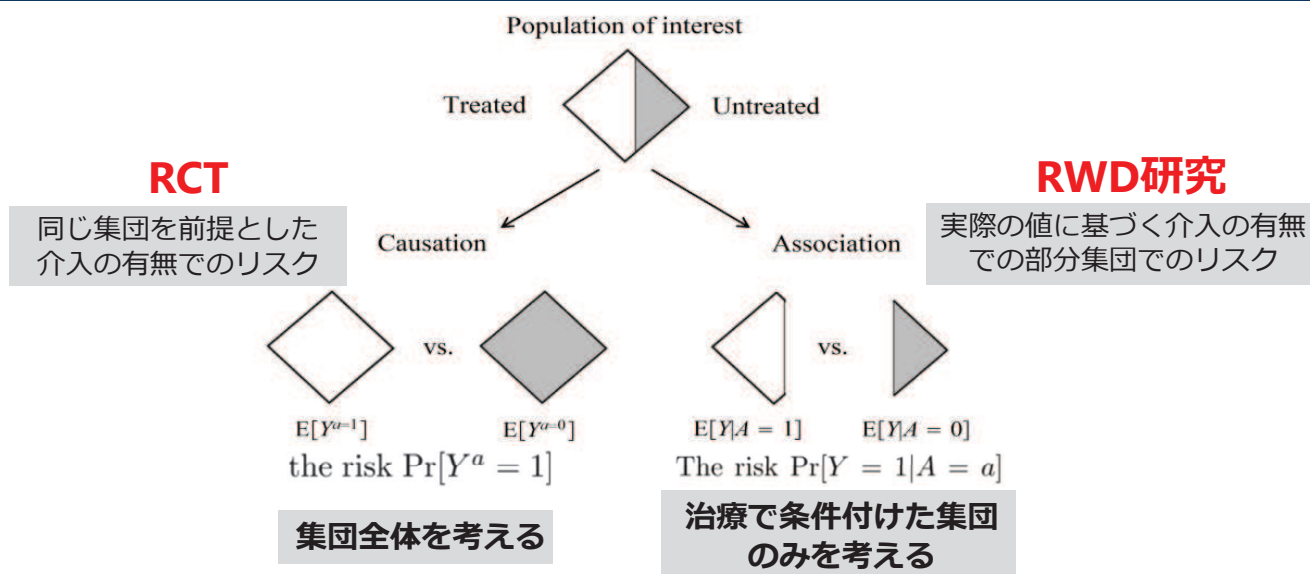 Population of interest
Treated
Untreated
RCT
同じ集団を前提とした
介入の有無でのリスク
RWD研究
実際の値に基づく介入の有無
での部分集団でのリスク
Causation
Association
vs.
vs.
E[Y^{a=1}]
E[Y^{a=0}]
E[Y|A = 1]
E[Y|A = 0]
the risk Pr[Y^a = 1]
The risk Pr[Y = 1|A = a]
集団全体を考える
治療で条件付けた集団
のみを考える